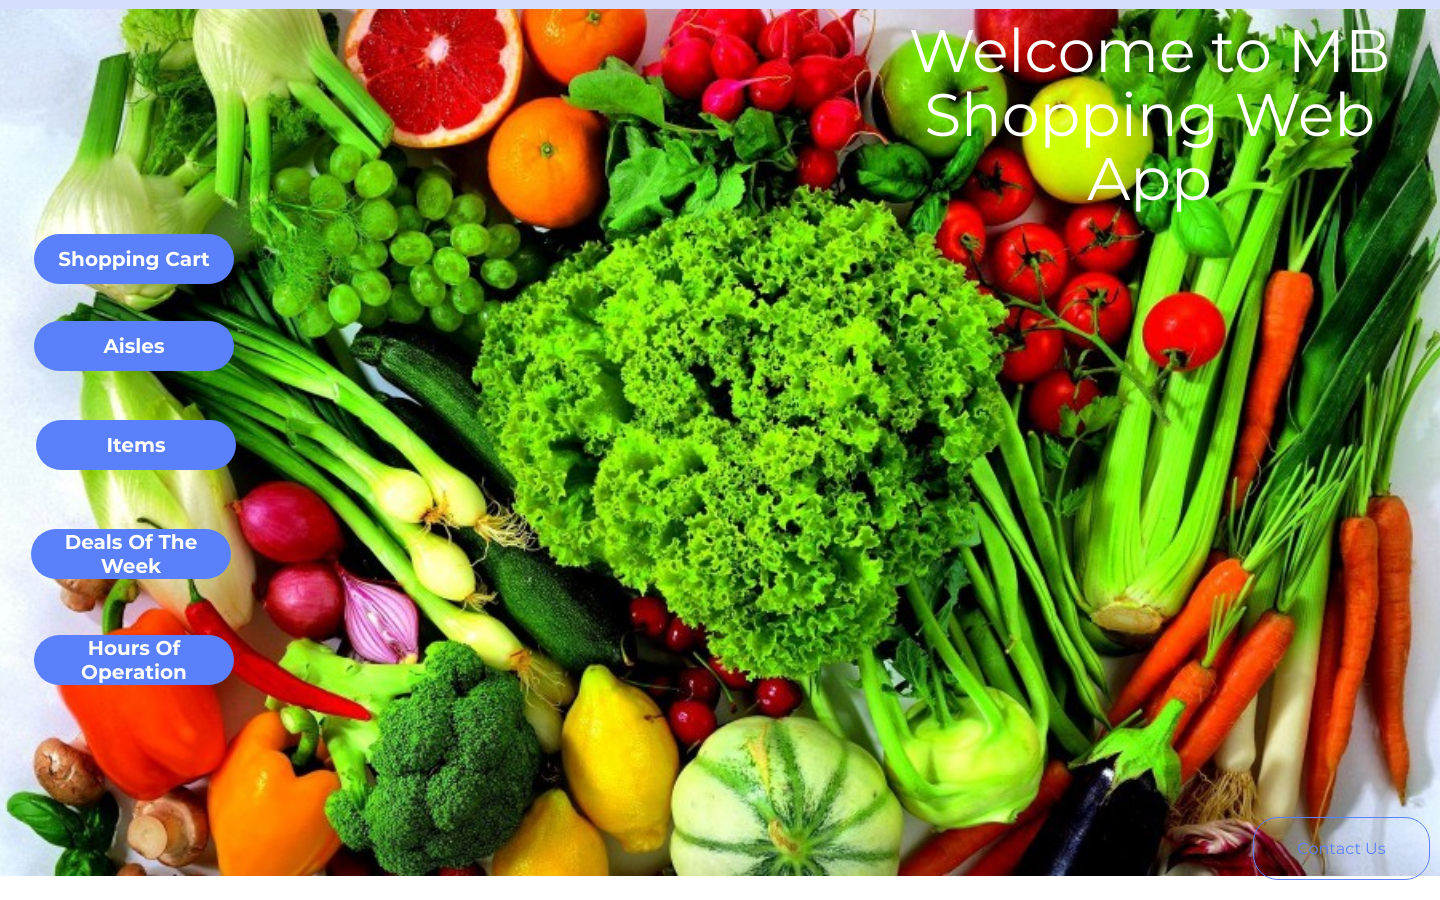 Welcome to MB
Shopping Web
App
Shopping Cart
Aisles
Items
Deals Of The
Week
Hours Of
Operation
Contact Us